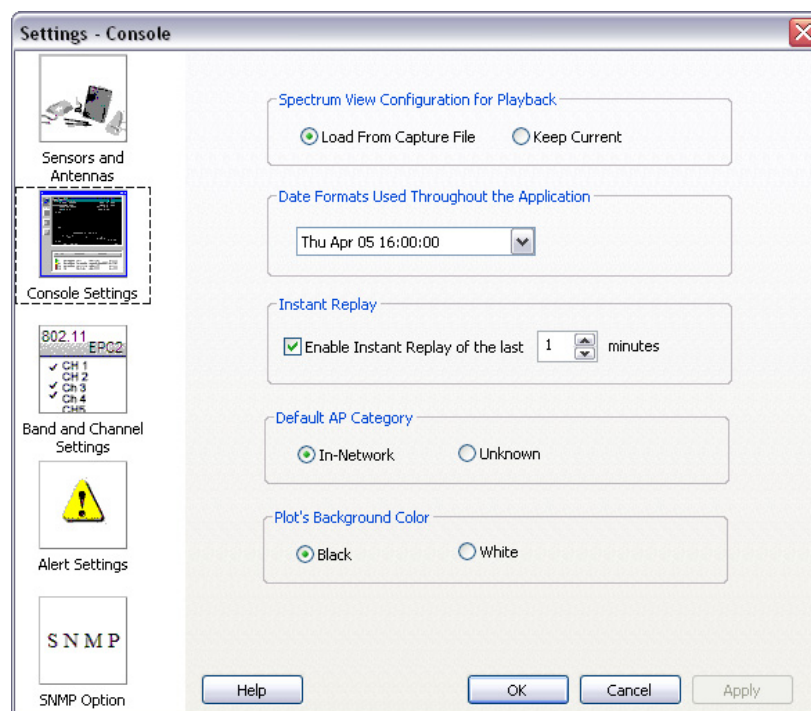 Settings - Console
Sensors and
Antennas
Console Settings
802.11
EPC2
CH 1
CH 2
Ch 3
Ch 4
CH5
Band and Channel
Settings
Alert Settings
S N M P
SNMP Option
Spectrum View Configuration for Playback
Load From Capture File
Keep Current
Date Formats Used Throughout the Application
Thu Apr 05 16:00:00
Instant Replay
Enable Instant Replay of the last 1 minutes
Default AP Category
In-Network
Unknown
Plot's Background Color
Black
White
Help
OK
Cancel
Apply